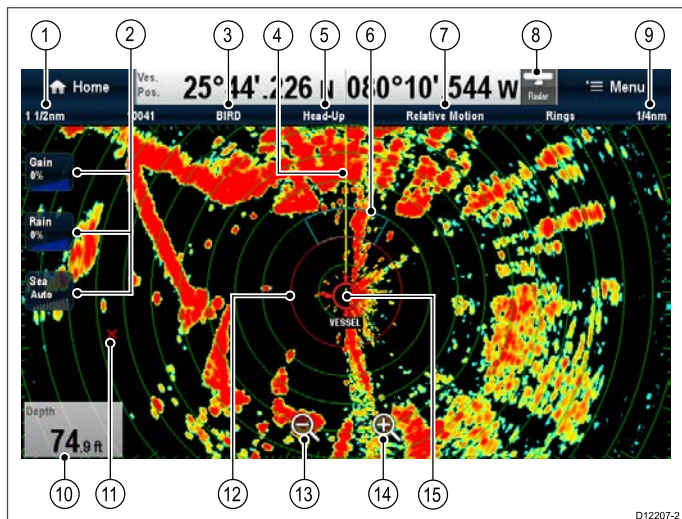 1 2 3 4 5 6 7 8 9
Home
Ves. Pos.
25°44'.226 N 080°10'.544 W
Radar
Menu
1 1/2nm 0041 BIRD Head-Up Relative Motion Rings 1/4nm
Gain
0%
Rain
0%
Sea
Auto
VESSEL
Depth
74.9 ft
10 11 12 13 14 15
D12207-2